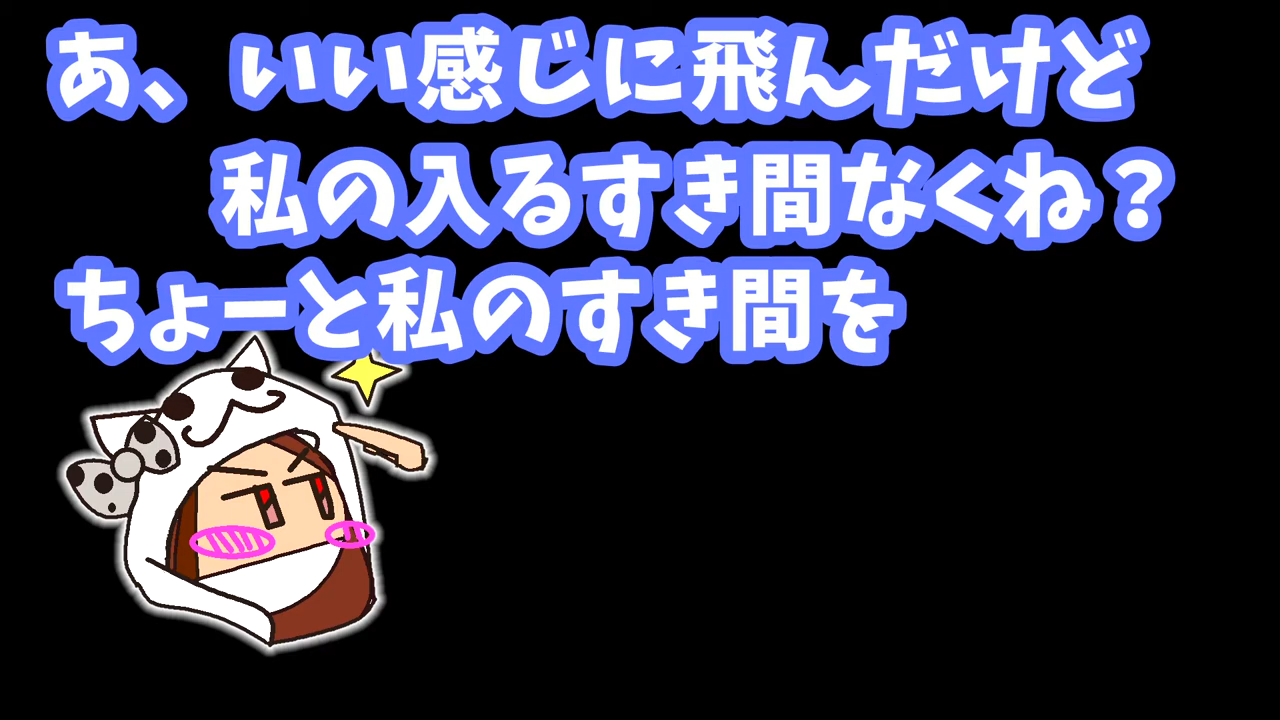 あ、いい感じに飛んだけど
私の入るすき間なくね？
ちょーと私のすき間を